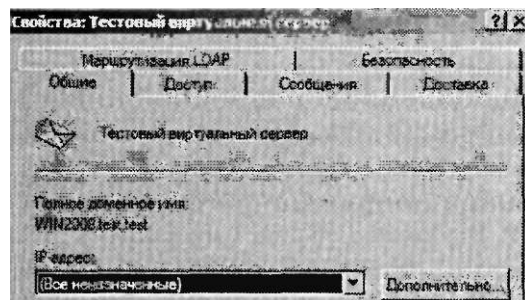 Свойства: Тестовый виртуальный сервер
Маршрутизация LDAP
Безопасность
Общие
Доступ
Сообщения
Доставка
Тестовый виртуальный сервер
Полное доменное имя:
WIN2008.test.test
IP-адрес:
(Все неназначенные)
Дополнительно...